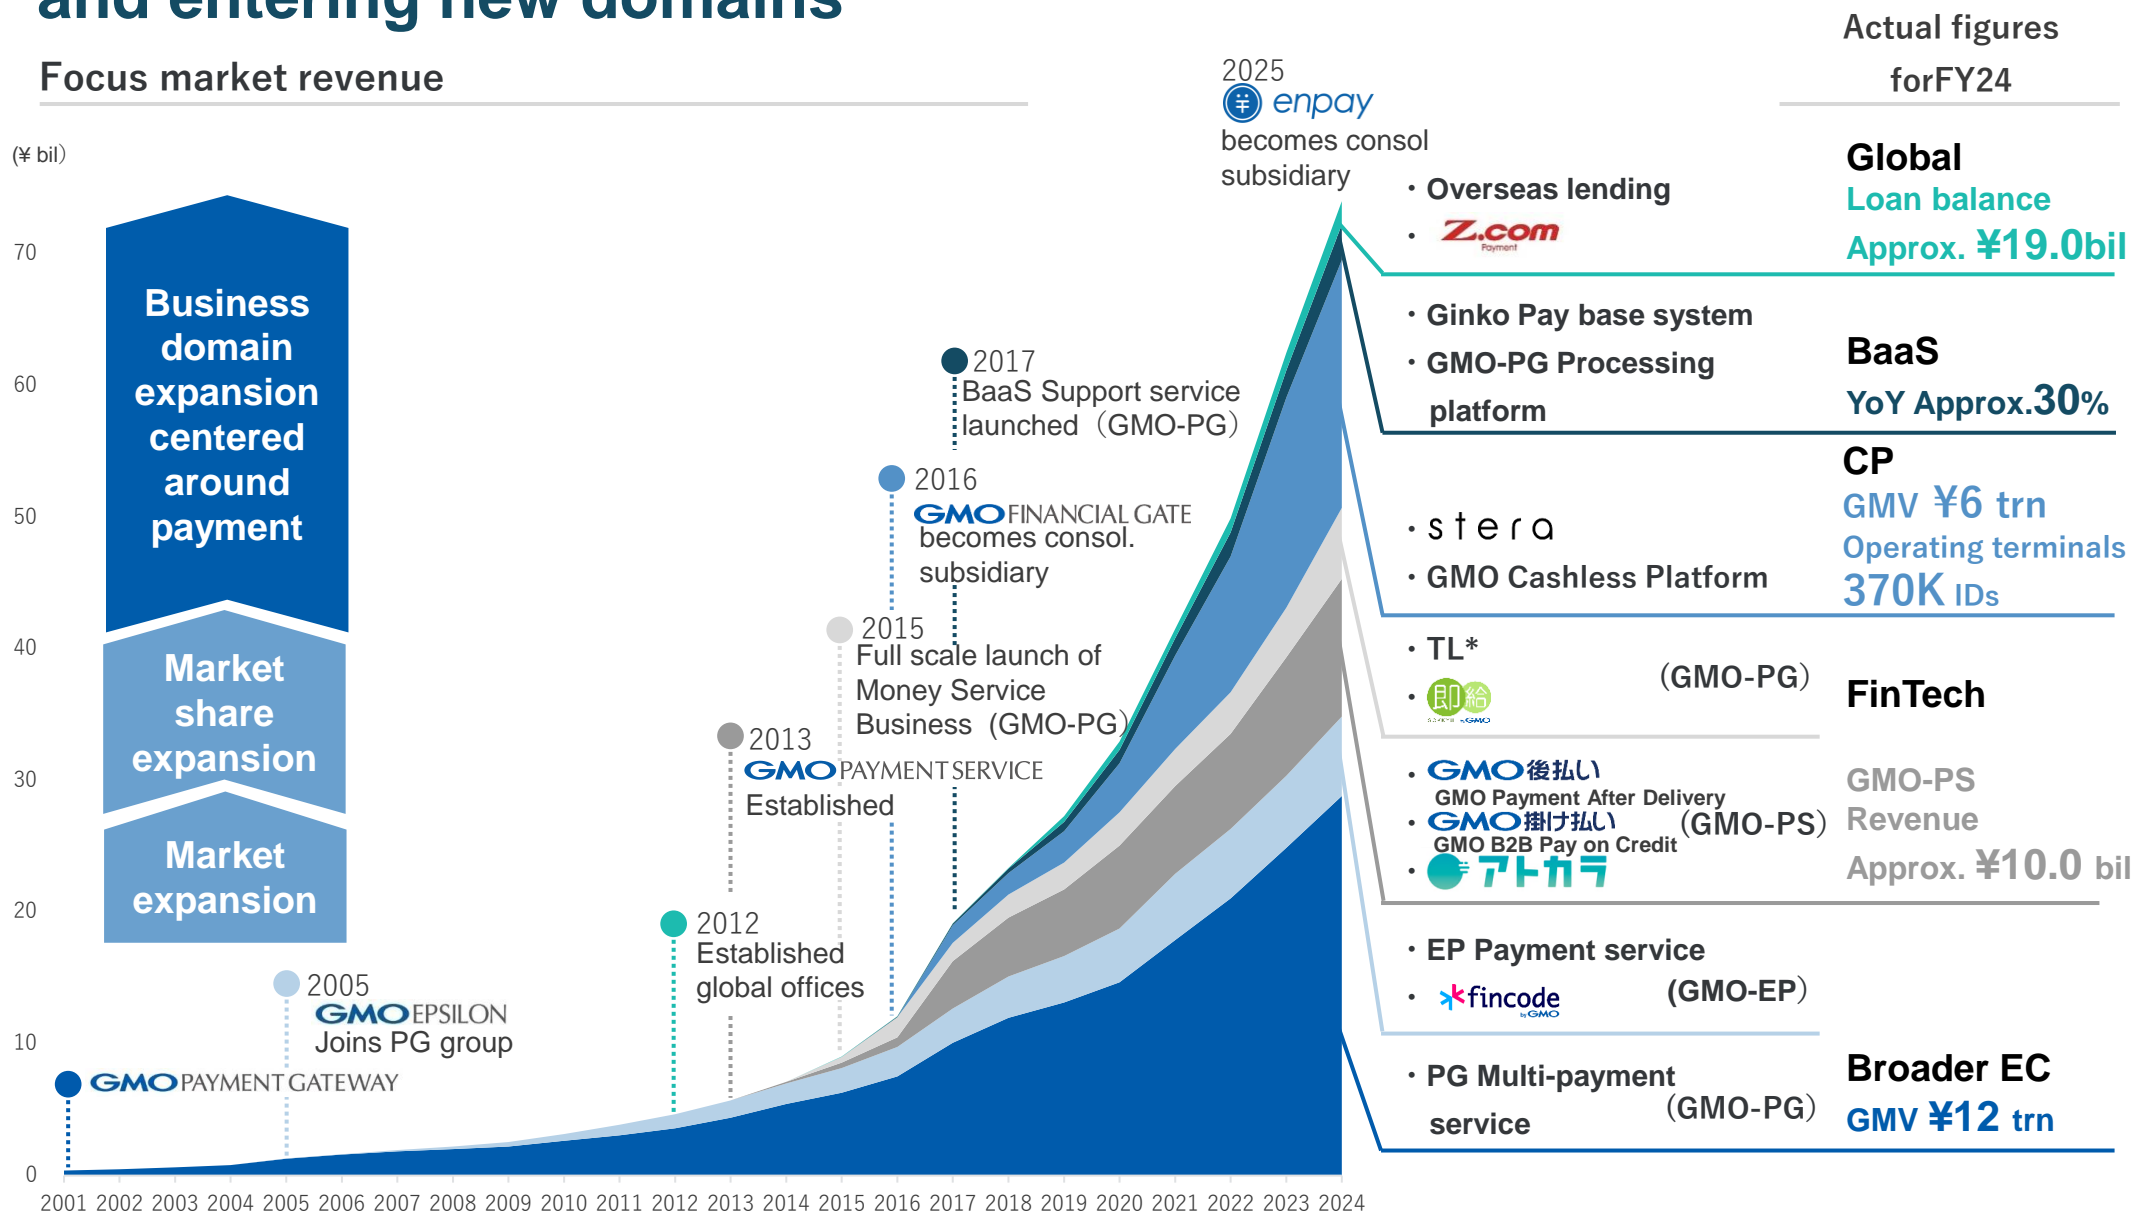 and entering new domains
Focus market revenue
Actual figures
forFY24
(¥ bil)
70
60
50
40
30
20
10
0
2001 2002 2003 2004 2005 2006 2007 2008 2009 2010 2011 2012 2013 2014 2015 2016 2017 2018 2019 2020 2021 2022 2023 2024
Business
domain
expansion
centered
around
payment
Market
share
expansion
Market
expansion
GMO PAYMENT GATEWAY
2005
GMO EPSILON
Joins PG group
2012
Established
global offices
2013
GMO PAYMENT SERVICE
Established
2015
Full scale launch of
Money Service
Business (GMO-PG)
2016
GMO FINANCIAL GATE
becomes consol.
subsidiary
2017
BaaS Support service
launched（GMO-PG）
2025
enpay
becomes consol
subsidiary
・Overseas lending
・Z.com
Payment
Global
Loan balance
Approx. ¥19.0bil
・Ginko Pay base system
・GMO-PG Processing
platform
BaaS
YoY Approx.30%
・stera
・GMO Cashless Platform
CP
GMV ¥6 trn
Operating terminals
370K IDs
・TL*
・即給
by GMO
(GMO-PG)
FinTech
・GMO後払い
GMO Payment After Delivery
・GMO掛け払い
GMO B2B Pay on Credit
・アトカラ
(GMO-PS)
GMO-PS
Revenue
Approx. ¥10.0 bil
・EP Payment service
・fincode
by GMO
(GMO-EP)
・PG Multi-payment
service
(GMO-PG)
Broader EC
GMV ¥12 trn